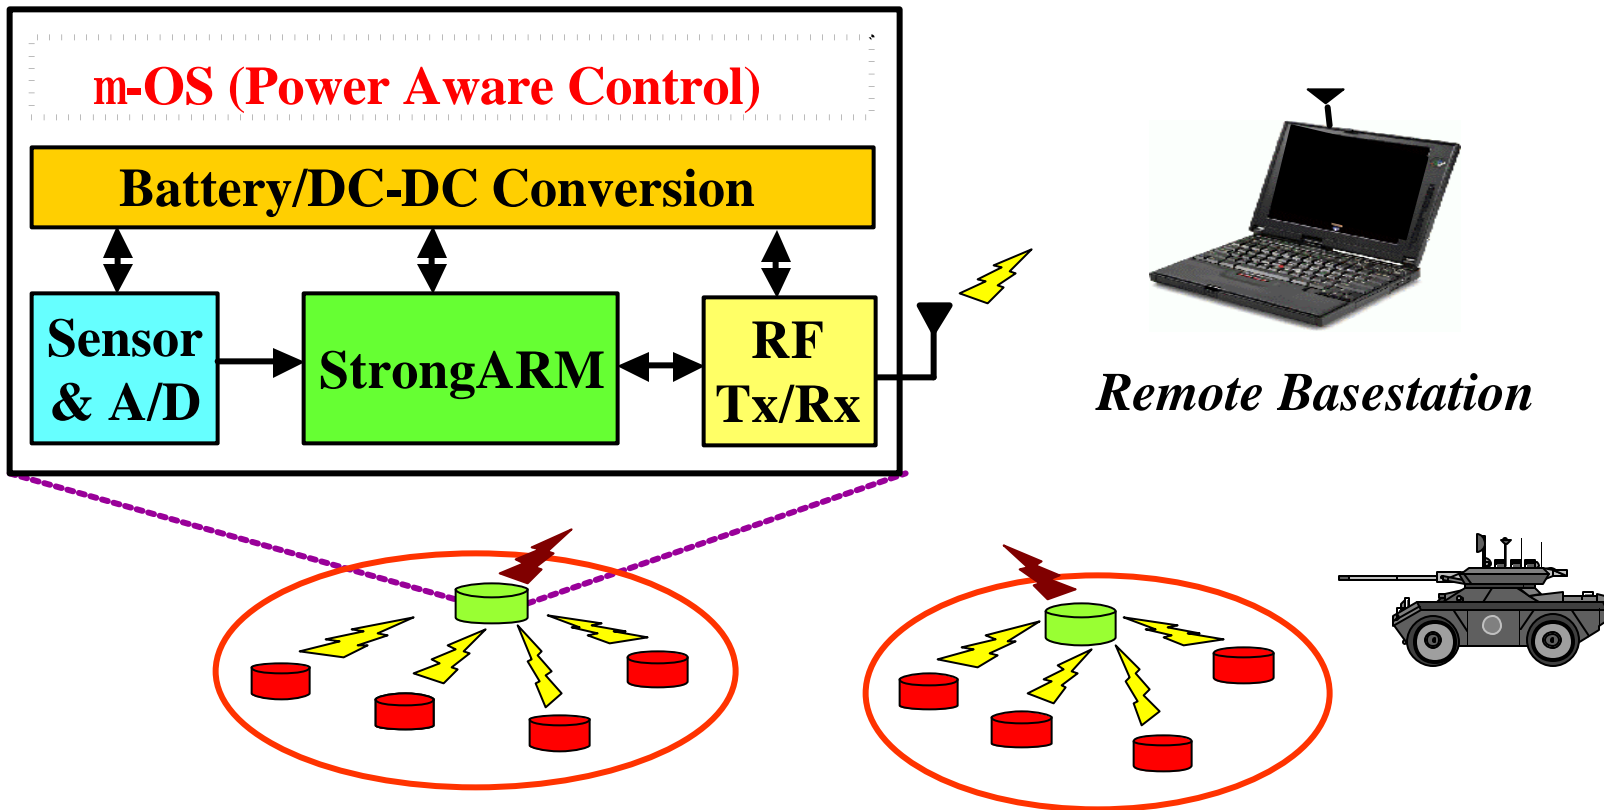 m-OS (Power Aware Control)
Battery/DC-DC Conversion
Sensor
& A/D
StrongARM
RF
Tx/Rx
Remote Basestation